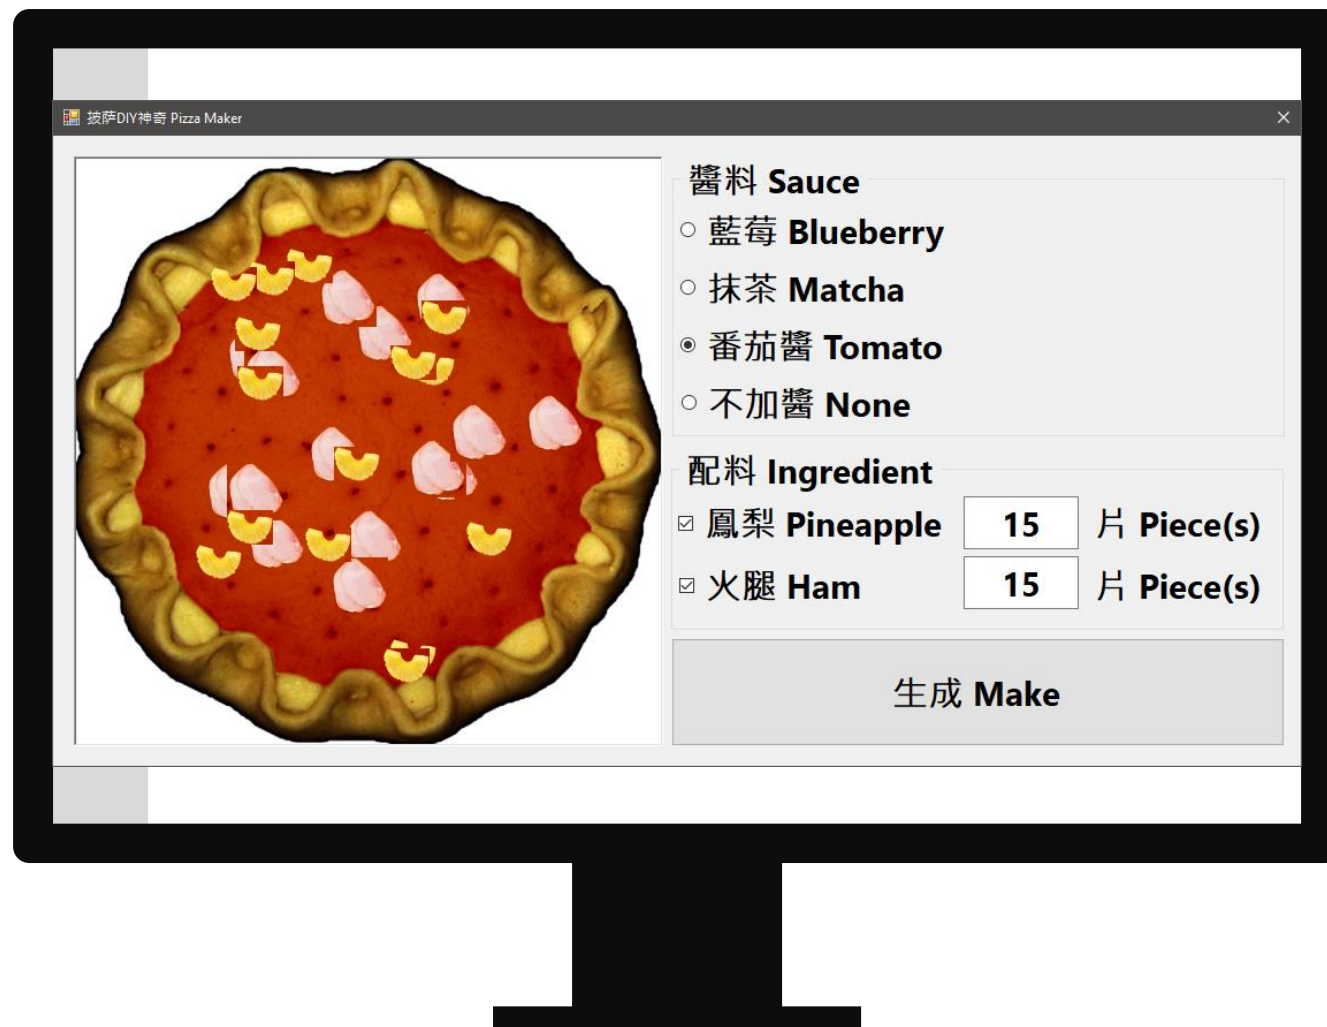 披萨DIY神奇 Pizza Maker
醬料 Sauce
藍莓 Blueberry
抹茶 Matcha
番茄醬 Tomato
不加醬 None
配料 Ingredient
鳳梨 Pineapple 15 片 Piece(s)
火腿 Ham 15 片 Piece(s)
生成 Make